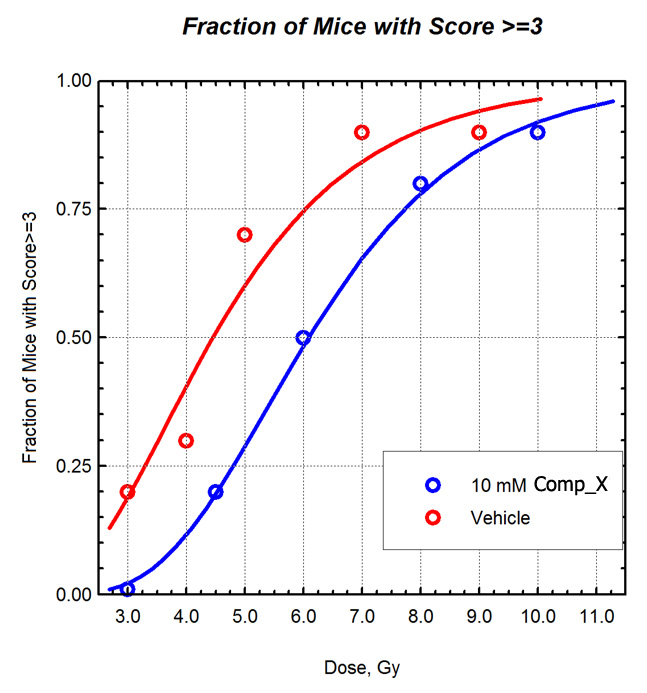 Fraction of Mice with Score >=3
Fraction of Mice with Score>=3
1.00
0.75
0.50
0.25
0.00
10 mM Comp_X
Vehicle
3.0 4.0 5.0 6.0 7.0 8.0 9.0 10.0 11.0
Dose, Gy